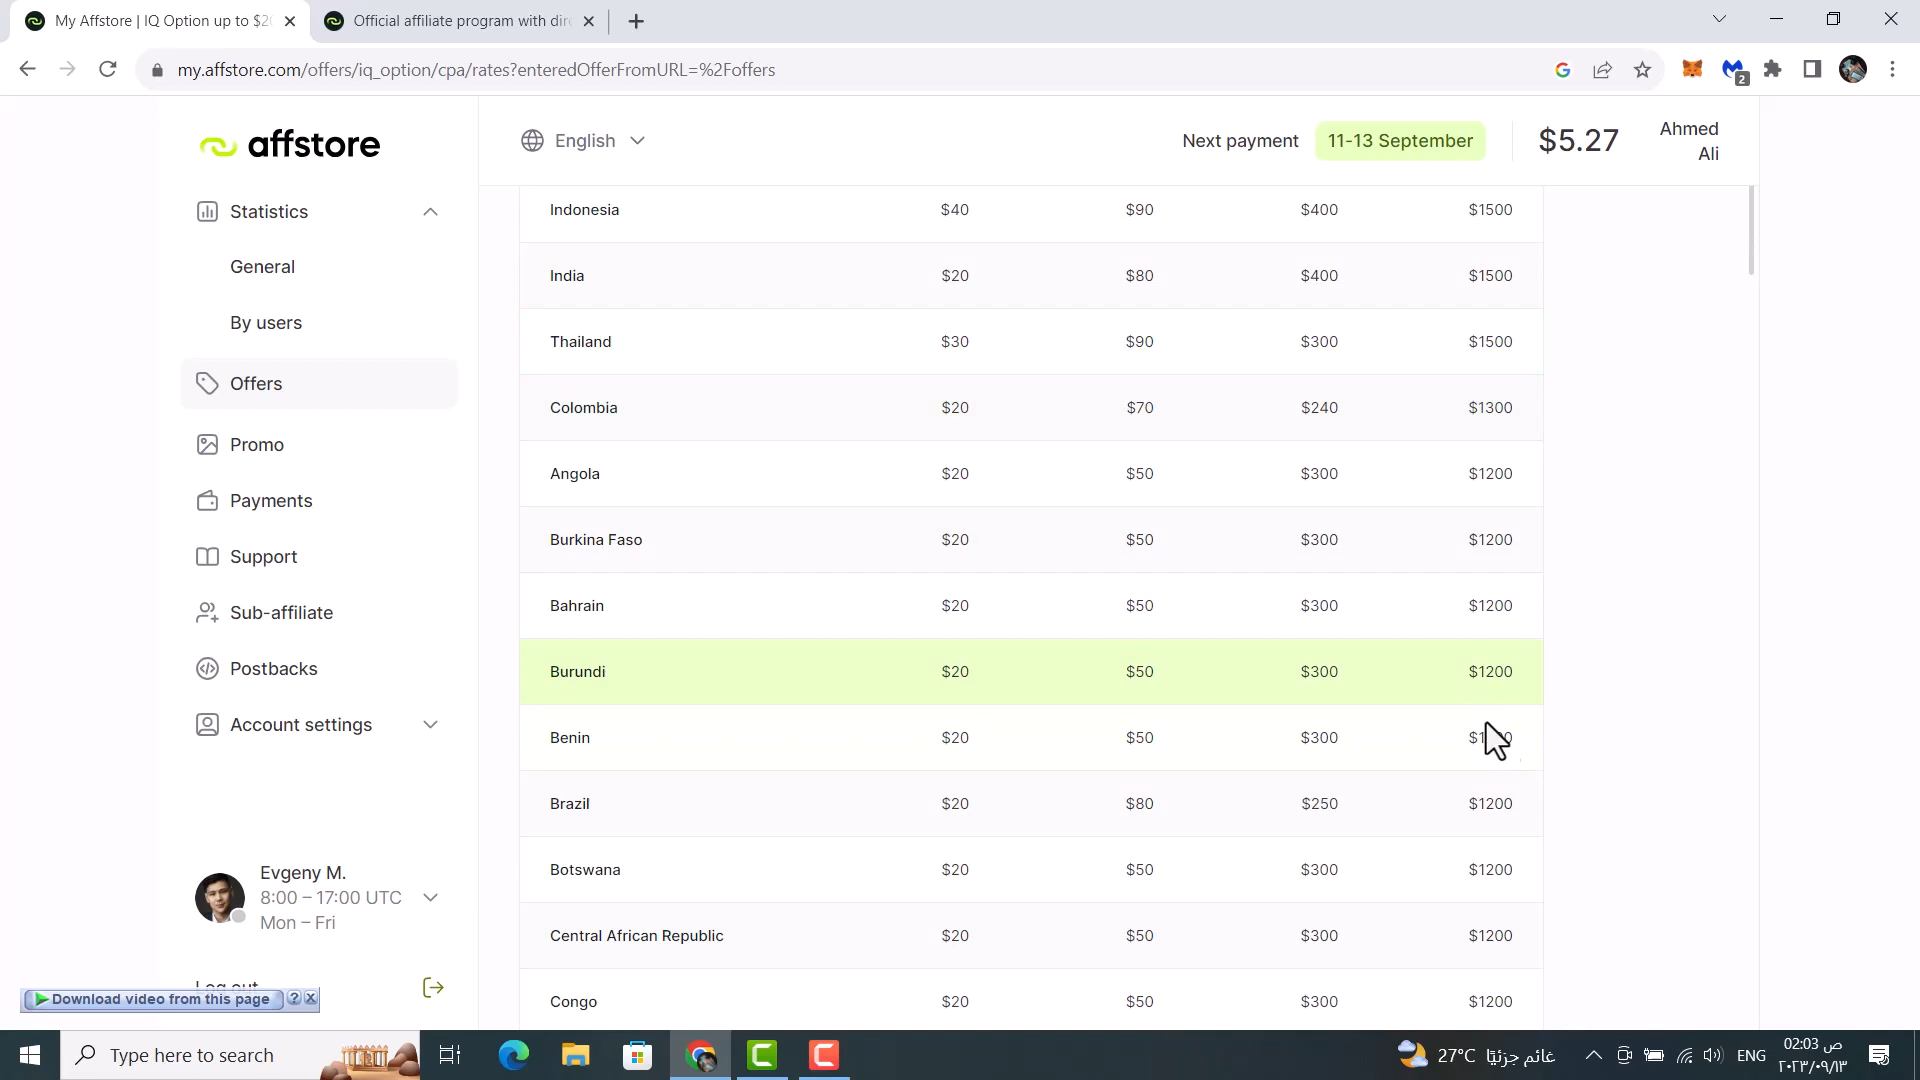 My Affstore | IQ Option up to $20
Official affiliate program with dire
my.affstore.com/offers/iq_option/cpa/rates?enteredOfferFromURL=%2Foffers
2
affstore
English
Next payment
11-13 September
$5.27
Ahmed
Ali
Statistics
General
By users
Offers
Promo
Payments
Support
Sub-affiliate
Postbacks
Account settings
Evgeny M.
8:00 – 17:00 UTC
Mon – Fri
Log out
Download video from this page ? X
Indonesia $40 $90 $400 $1500
India $20 $80 $400 $1500
Thailand $30 $90 $300 $1500
Colombia $20 $70 $240 $1300
Angola $20 $50 $300 $1200
Burkina Faso $20 $50 $300 $1200
Bahrain $20 $50 $300 $1200
Burundi $20 $50 $300 $1200
Benin $20 $50 $300
Brazil $20 $80 $250 $1200
Botswana $20 $50 $300 $1200
Central African Republic $20 $50 $300 $1200
Congo $20 $50 $300 $1200
Type here to search
27°C غائم جزئيًا
ENG
02:03 ص
٢٠٢٣/٠٩/١٣